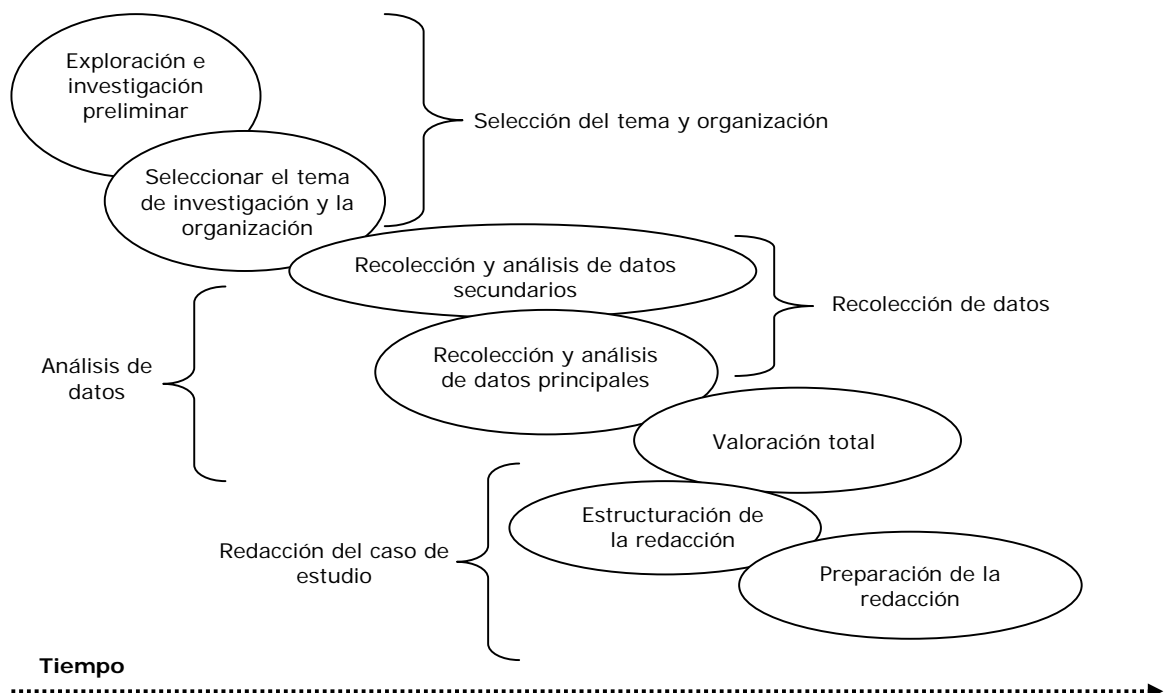 Exploración e
investigación
preliminar
Selección del tema y organización
Seleccionar el tema
de investigación y la
organización
Recolección y análisis de datos
secundarios
Recolección de datos
Análisis de
datos
Recolección y análisis
de datos principales
Valoración total
Estructuración de
la redacción
Redacción del caso de
estudio
Preparación de la
redacción
Tiempo